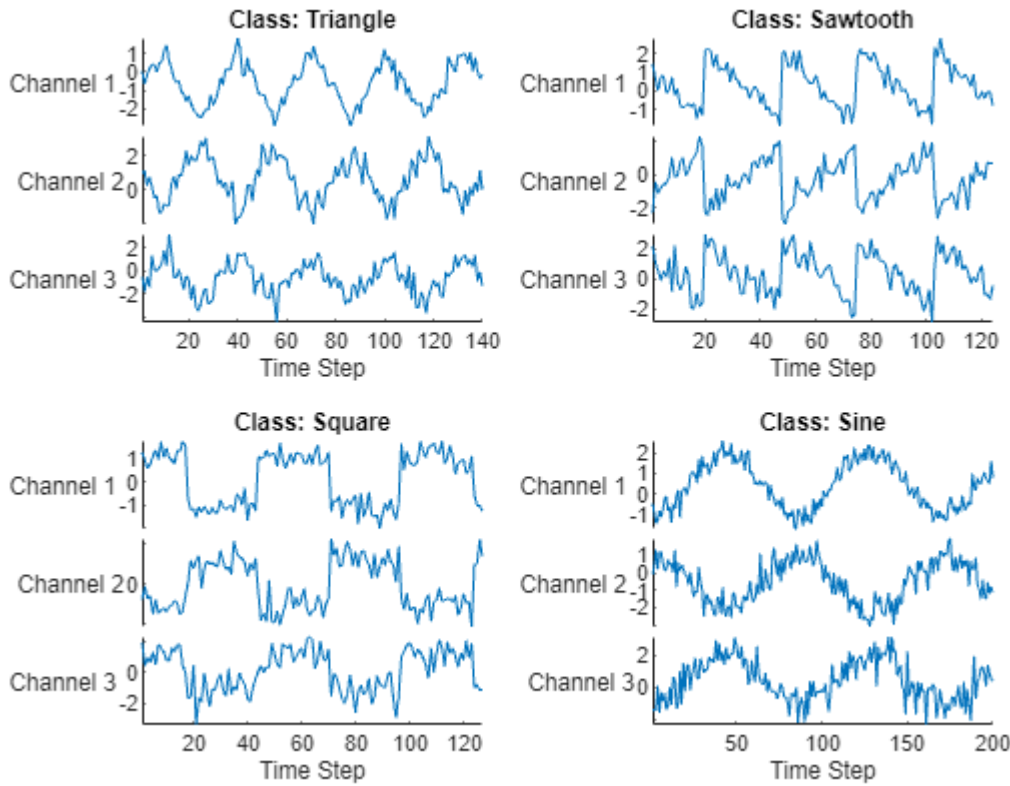 Class: Triangle
Channel 1
1
0
-1
-2
Channel 2
2
0
Channel 3
2
0
-2
20 40 60 80 100 120 140
Time Step
Class: Sawtooth
Channel 1
2
1
0
-1
Channel 2
0
-2
Channel 3
2
0
-2
20 40 60 80 100 120
Time Step
Class: Square
Channel 1
1
0
-1
Channel 2
0
Channel 3
0
-2
20 40 60 80 100 120
Time Step
Class: Sine
Channel 1
2
1
0
-1
Channel 2
1
0
-1
-2
Channel 3
2
0
50 100 150 200
Time Step